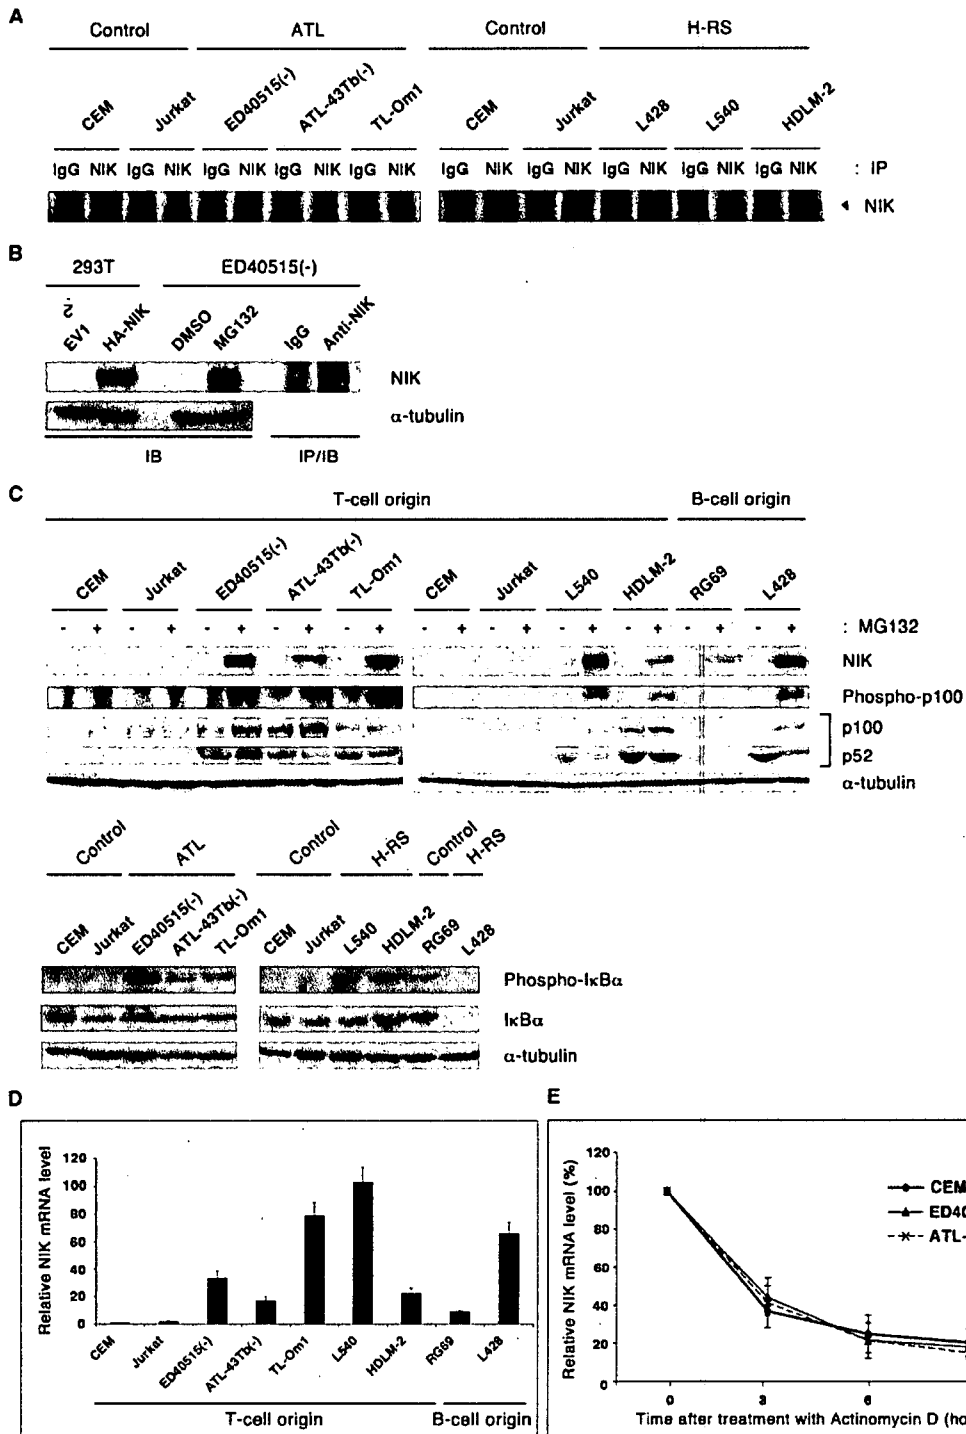 A
Control ATL Control H-RS
CEM Jurkat ED40515(-) ATL-43Tb(-) TL-Om1 CEM Jurkat L428 L540 HDLM-2
IgG NIK IgG NIK IgG NIK IgG NIK IgG NIK IgG NIK IgG NIK IgG NIK IgG NIK IgG NIK : IP
NIK
B
293T ED40515(-)
EV1 HA-NIK DMSO MG132 IgG Anti-NIK
NIK
α-tubulin
IB IP/IB
C
T-cell origin B-cell origin
CEM Jurkat ED40515(-) ATL-43Tb(-) TL-Om1 CEM Jurkat L540 HDLM-2 RG69 L428
- + - + - + - + - + - + - + - + - + - + - + : MG132
NIK
Phospho-p100
p100
p52
α-tubulin
Control ATL Control H-RS Control H-RS
CEM Jurkat ED40515(-) ATL-43Tb(-) TL-Om1 CEM Jurkat L540 HDLM-2 RG69 L428
Phospho-IκBα
IκBα
α-tubulin
D
Relative NIK mRNA level
120
100
80
60
40
20
0
CEM Jurkat ED40515(-) ATL-43Tb(-) TL-Om1 L540 HDLM-2 RG69 L428
T-cell origin B-cell origin
E
Relative NIK mRNA level (%)
120
100
80
60
40
20
0
CEM
ED40
ATL-
0 3 6
Time after treatment with Actinomycin D (ho